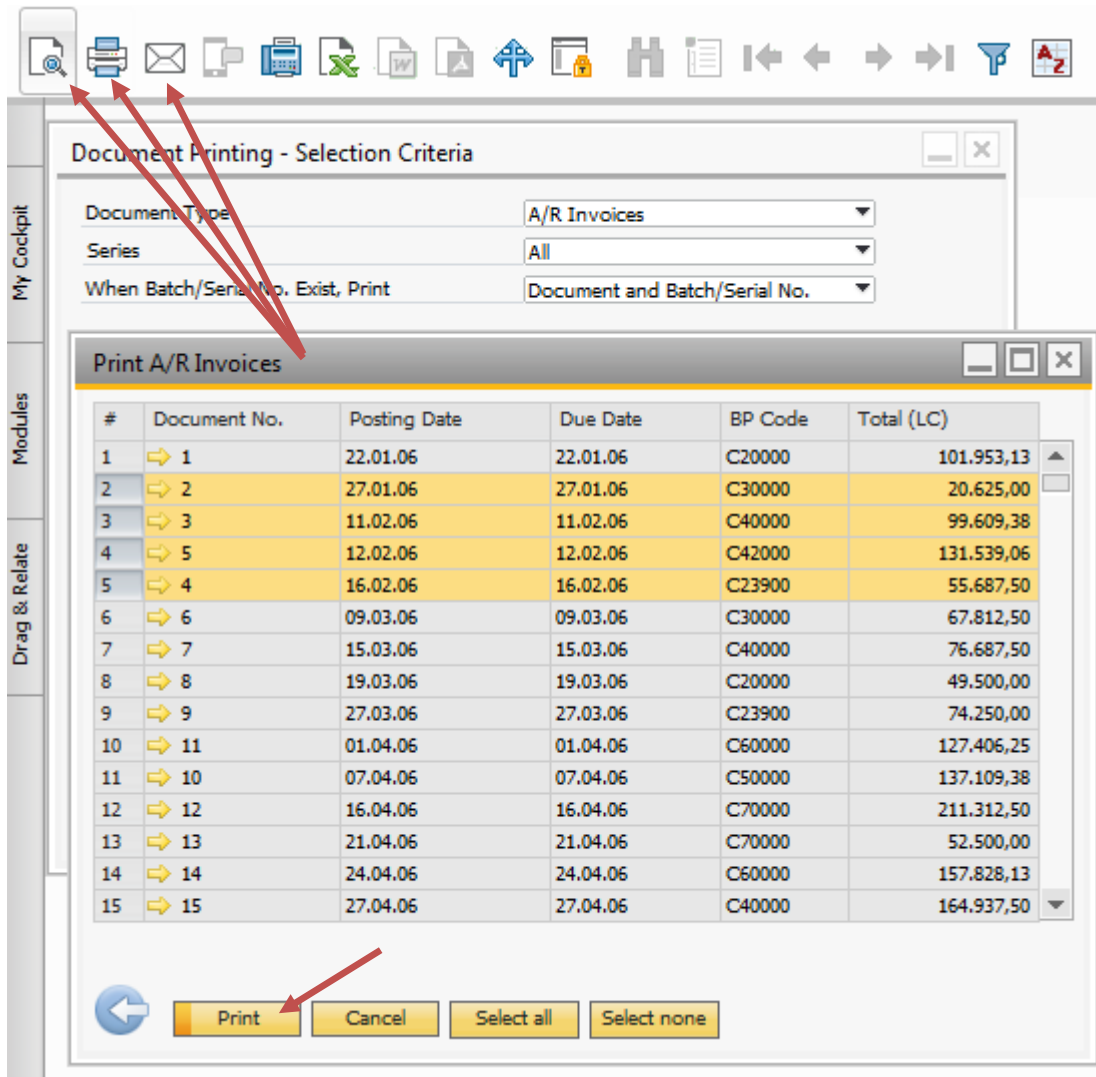 Document Printing - Selection Criteria
Document Type A/R Invoices
Series All
When Batch/Serial No. Exist, Print Document and Batch/Serial No.
My Cockpit
Modules
Drag & Relate
Print A/R Invoices
# Document No. Posting Date Due Date BP Code Total (LC)
1 1 22.01.06 22.01.06 C20000 101.953,13
2 2 27.01.06 27.01.06 C30000 20.625,00
3 3 11.02.06 11.02.06 C40000 99.609,38
4 5 12.02.06 12.02.06 C42000 131.539,06
5 4 16.02.06 16.02.06 C23900 55.687,50
6 6 09.03.06 09.03.06 C30000 67.812,50
7 7 15.03.06 15.03.06 C40000 76.687,50
8 8 19.03.06 19.03.06 C20000 49.500,00
9 9 27.03.06 27.03.06 C23900 74.250,00
10 11 01.04.06 01.04.06 C60000 127.406,25
11 10 07.04.06 07.04.06 C50000 137.109,38
12 12 16.04.06 16.04.06 C70000 211.312,50
13 13 21.04.06 21.04.06 C70000 52.500,00
14 14 24.04.06 24.04.06 C60000 157.828,13
15 15 27.04.06 27.04.06 C40000 164.937,50
Print Cancel Select all Select none